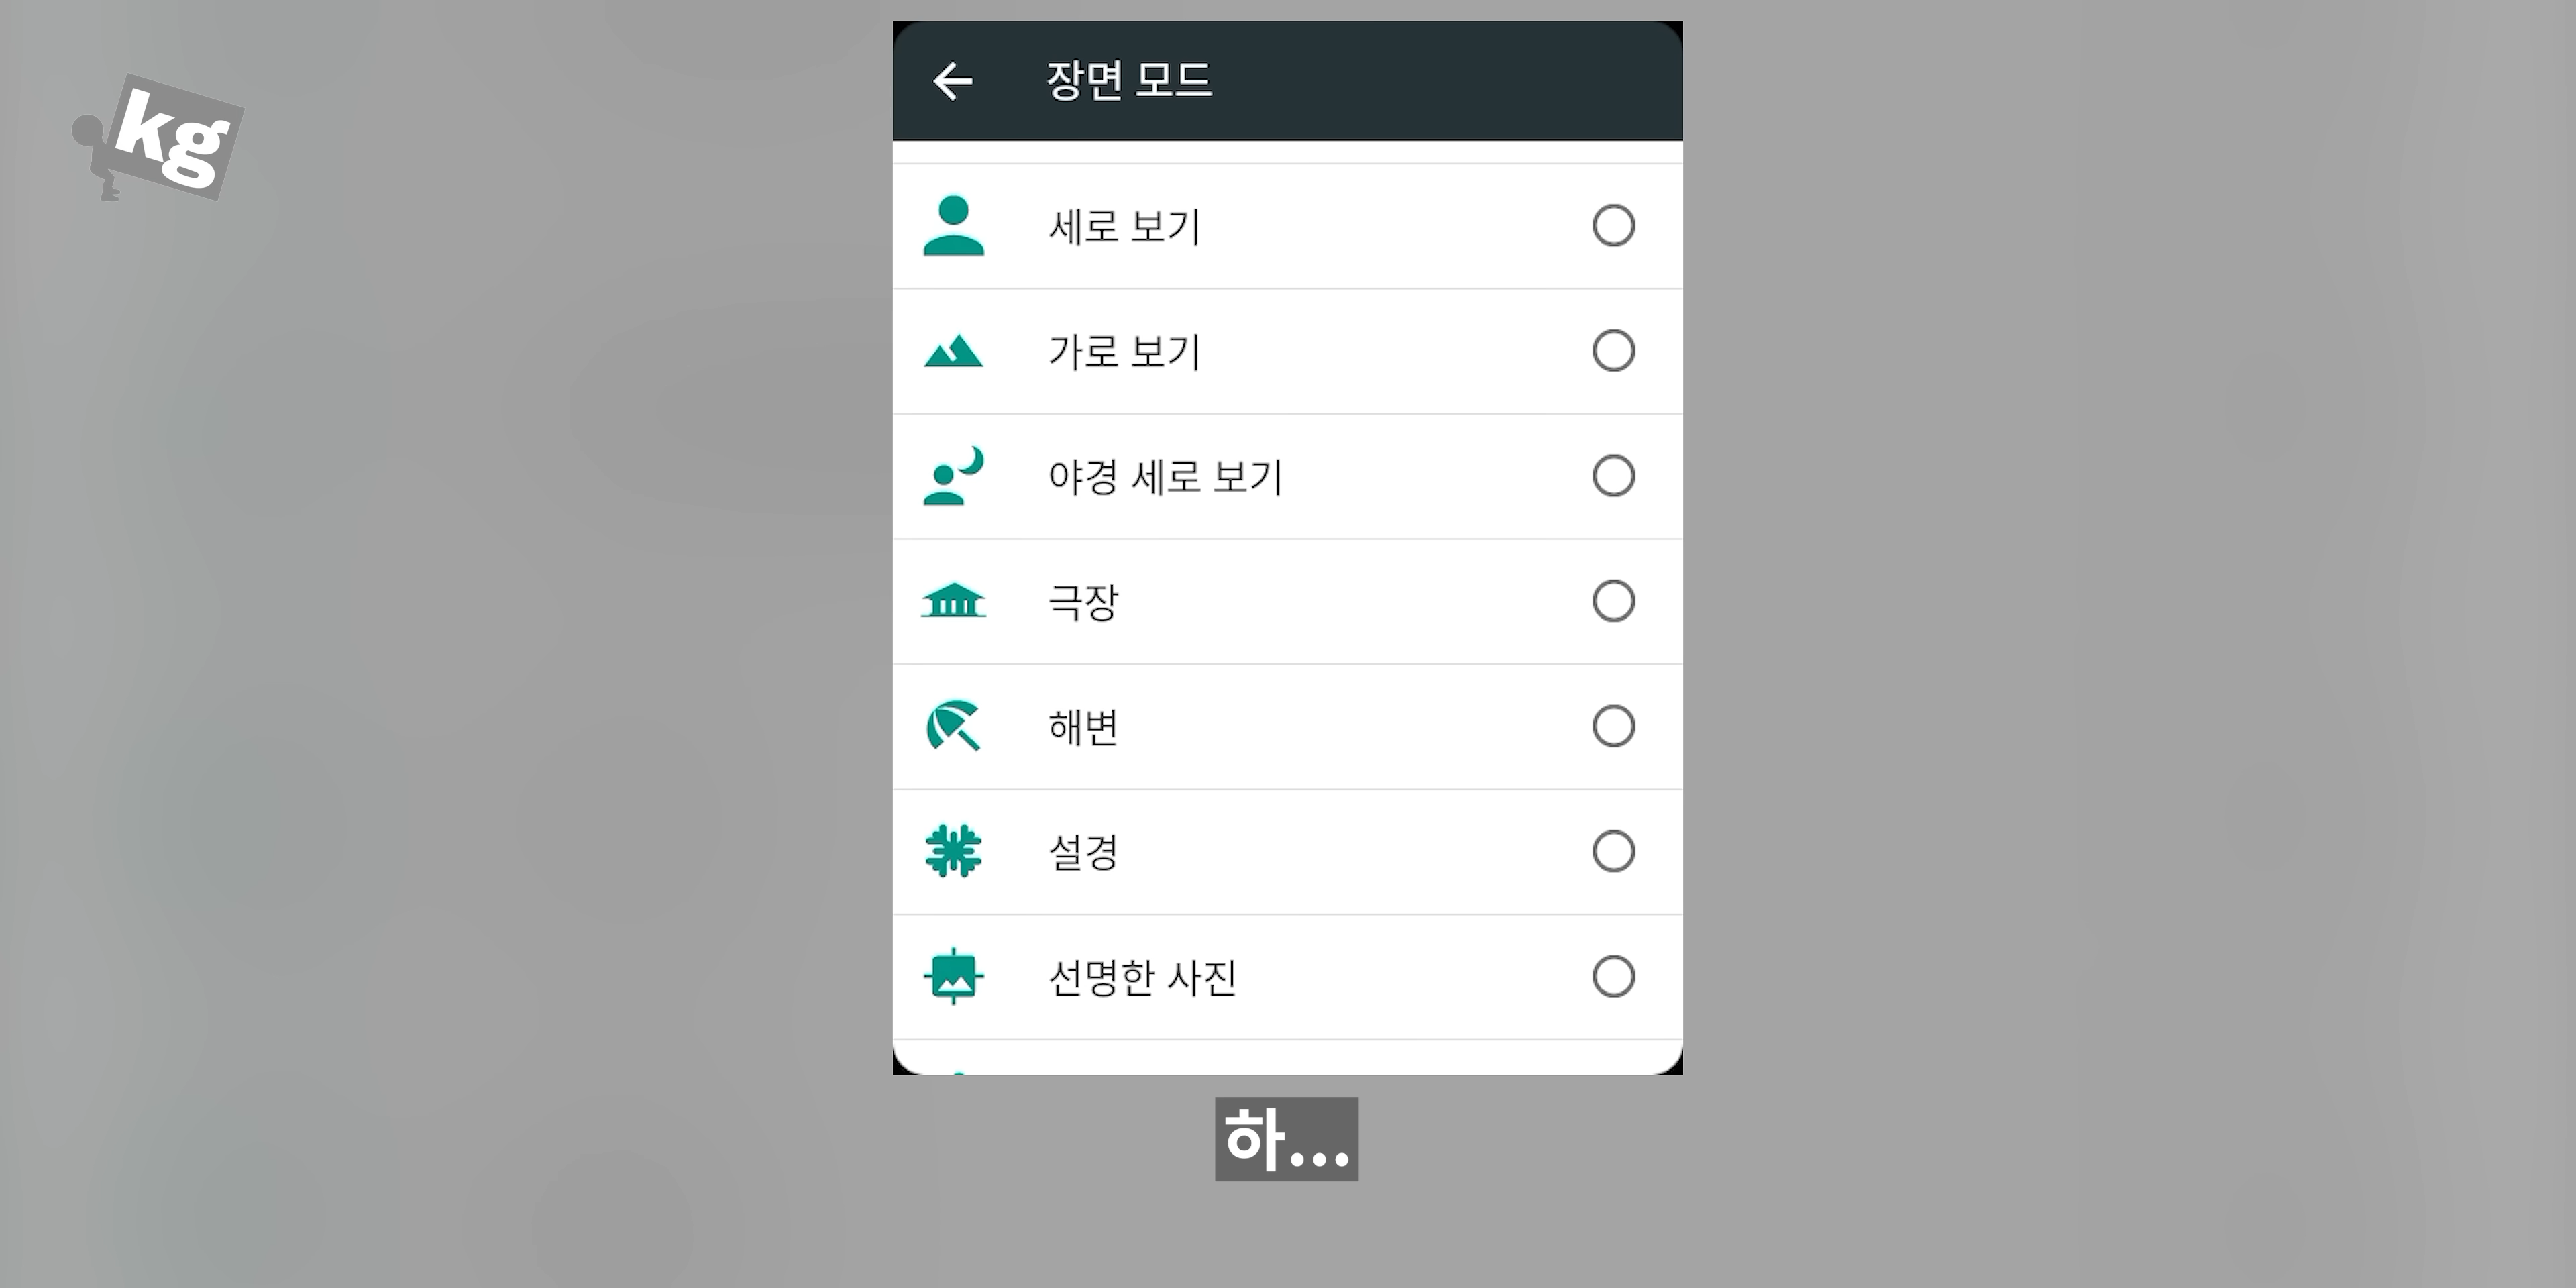 kg
장면 모드
세로 보기
가로 보기
야경 세로 보기
극장
해변
설경
선명한 사진
하...